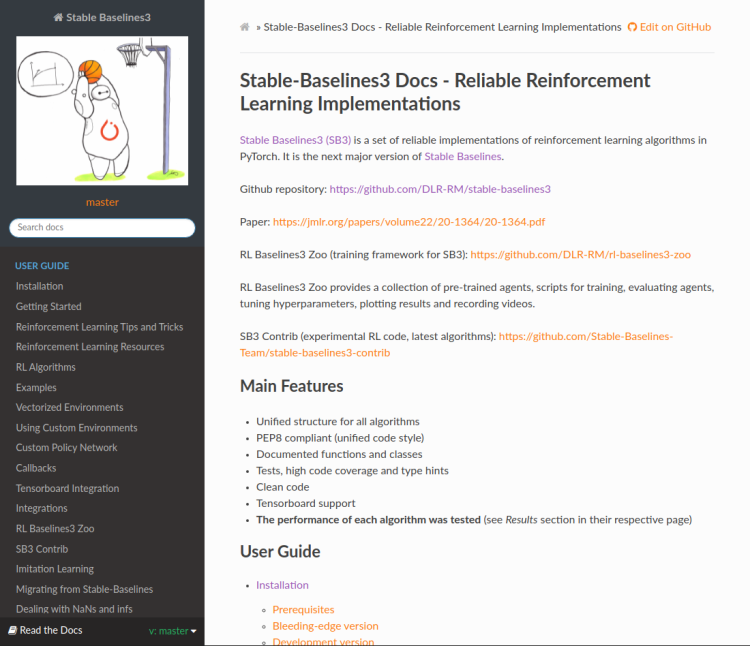 Stable Baselines3
master
Search docs
USER GUIDE
Installation
Getting Started
Reinforcement Learning Tips and Tricks
Reinforcement Learning Resources
RL Algorithms
Examples
Vectorized Environments
Using Custom Environments
Custom Policy Network
Callbacks
Tensorboard Integration
Integrations
RL Baselines3 Zoo
SB3 Contrib
Imitation Learning
Migrating from Stable-Baselines
Dealing with NaNs and infs
Read the Docs
v: master
» Stable-Baselines3 Docs - Reliable Reinforcement Learning Implementations
Edit on GitHub
Stable-Baselines3 Docs - Reliable Reinforcement
Learning Implementations
Stable Baselines3 (SB3) is a set of reliable implementations of reinforcement learning algorithms in
PyTorch. It is the next major version of Stable Baselines.
Github repository: https://github.com/DLR-RM/stable-baselines3
Paper: https://jmlr.org/papers/volume22/20-1364/20-1364.pdf
RL Baselines3 Zoo (training framework for SB3): https://github.com/DLR-RM/rl-baselines3-zoo
RL Baselines3 Zoo provides a collection of pre-trained agents, scripts for training, evaluating agents,
tuning hyperparameters, plotting results and recording videos.
SB3 Contrib (experimental RL code, latest algorithms): https://github.com/Stable-Baselines-
Team/stable-baselines3-contrib
Main Features
• Unified structure for all algorithms
• PEP8 compliant (unified code style)
• Documented functions and classes
• Tests, high code coverage and type hints
• Clean code
• Tensorboard support
• The performance of each algorithm was tested (see Results section in their respective page)
User Guide
• Installation
Prerequisites
Bleeding-edge version
Development version